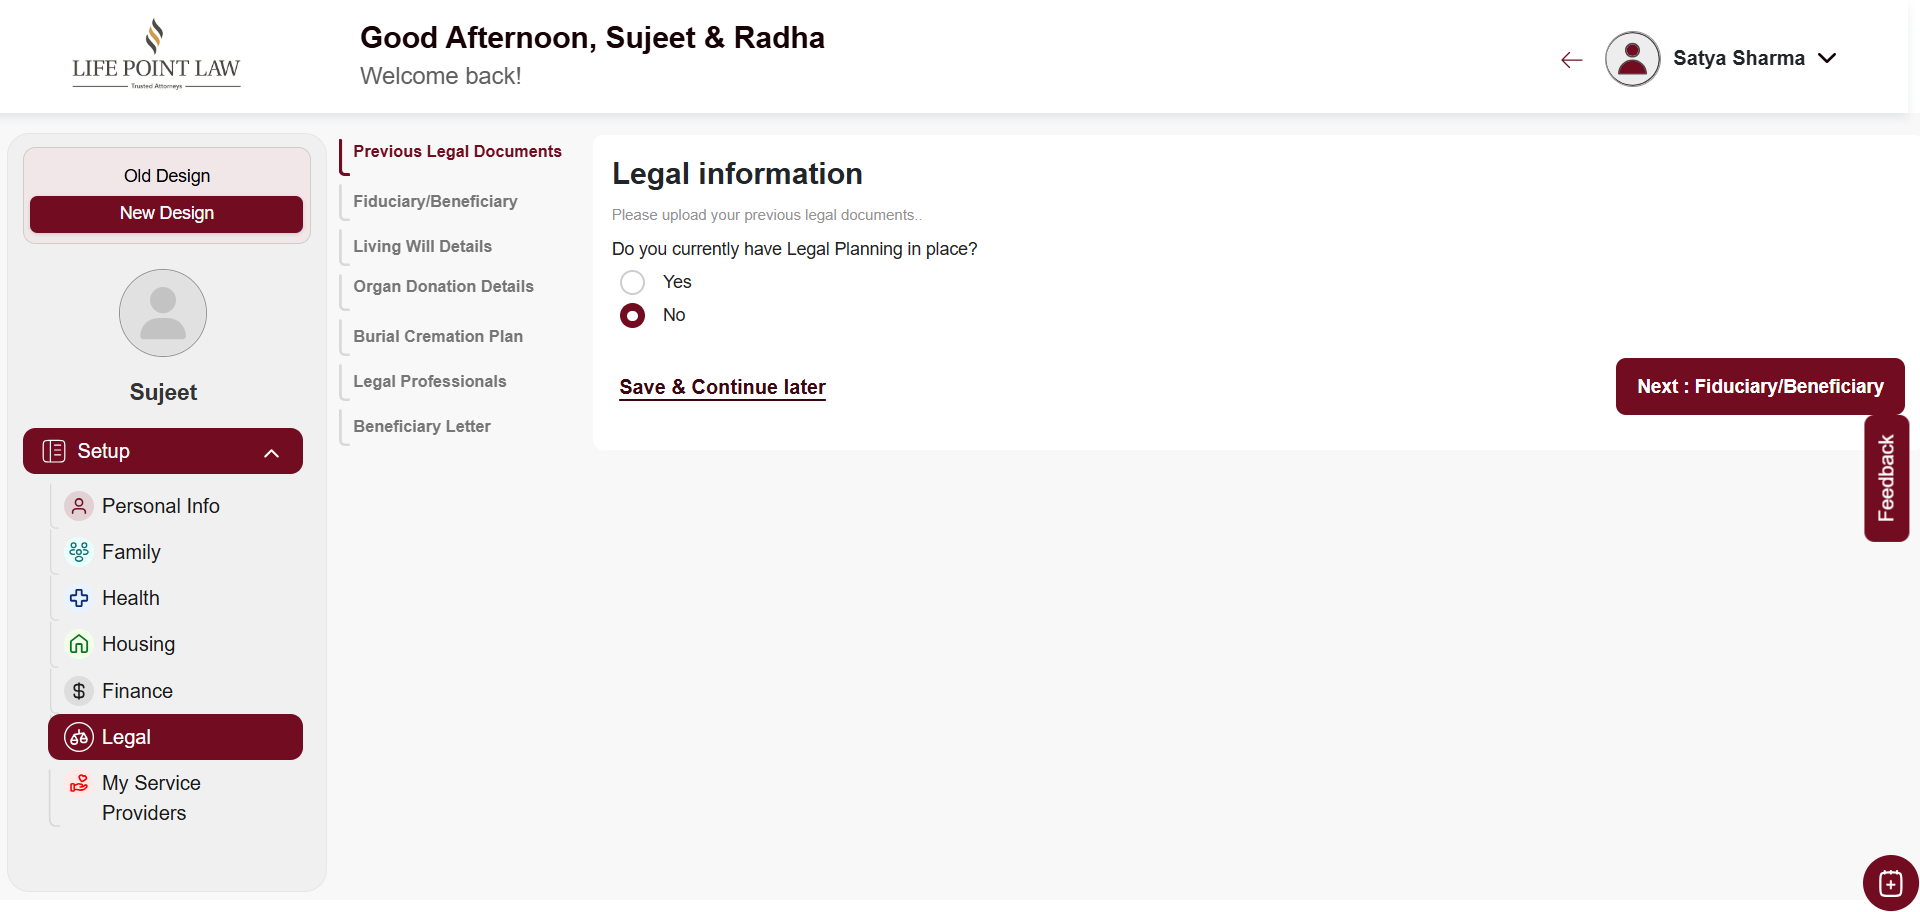 LIFE POINT LAW
Trusted Attorneys
Good Afternoon, Sujeet & Radha
Welcome back!
Satya Sharma
Old Design
New Design
Sujeet
Setup
Personal Info
Family
Health
Housing
Finance
Legal
My Service
Providers
Previous Legal Documents
Fiduciary/Beneficiary
Living Will Details
Organ Donation Details
Burial Cremation Plan
Legal Professionals
Beneficiary Letter
Legal information
Please upload your previous legal documents..
Do you currently have Legal Planning in place?
Yes
No
Save & Continue later
Next : Fiduciary/Beneficiary
Feedback